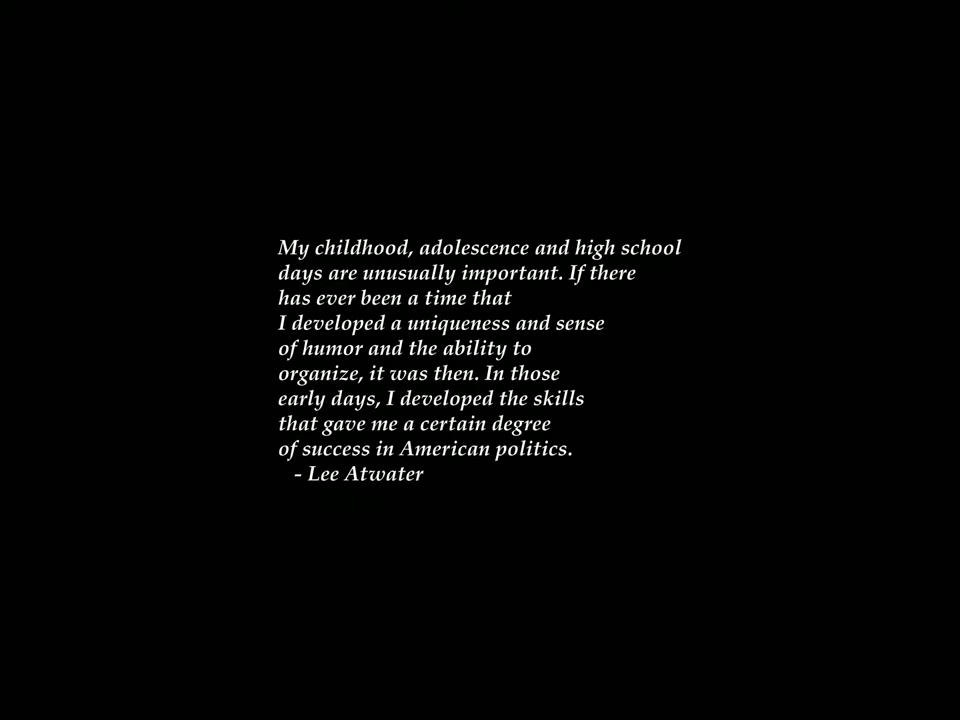 My childhood, adolescence and high school
days are unusually important. If there
has ever been a time that
I developed a uniqueness and sense
of humor and the ability to
organize, it was then. In those
early days, I developed the skills
that gave me a certain degree
of success in American politics.
- Lee Atwater